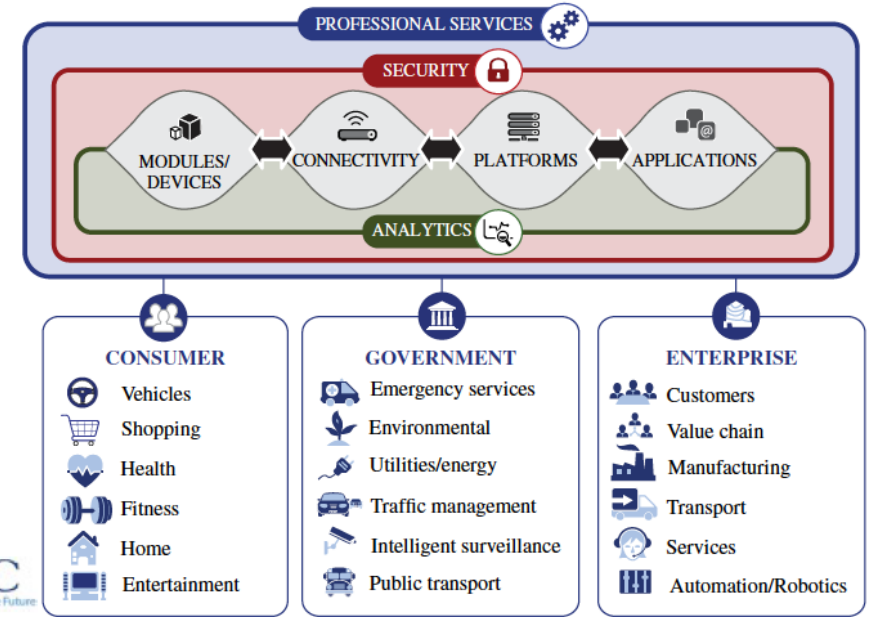 PROFESSIONAL SERVICES
SECURITY
MODULES/
DEVICES
CONNECTIVITY
PLATFORMS
APPLICATIONS
@
ANALYTICS
CONSUMER
Vehicles
Shopping
Health
Fitness
Home
Entertainment
GOVERNMENT
Emergency services
Environmental
Utilities/energy
Traffic management
Intelligent surveillance
Public transport
ENTERPRISE
Customers
Value chain
Manufacturing
Transport
Services
Automation/Robotics
C
Future